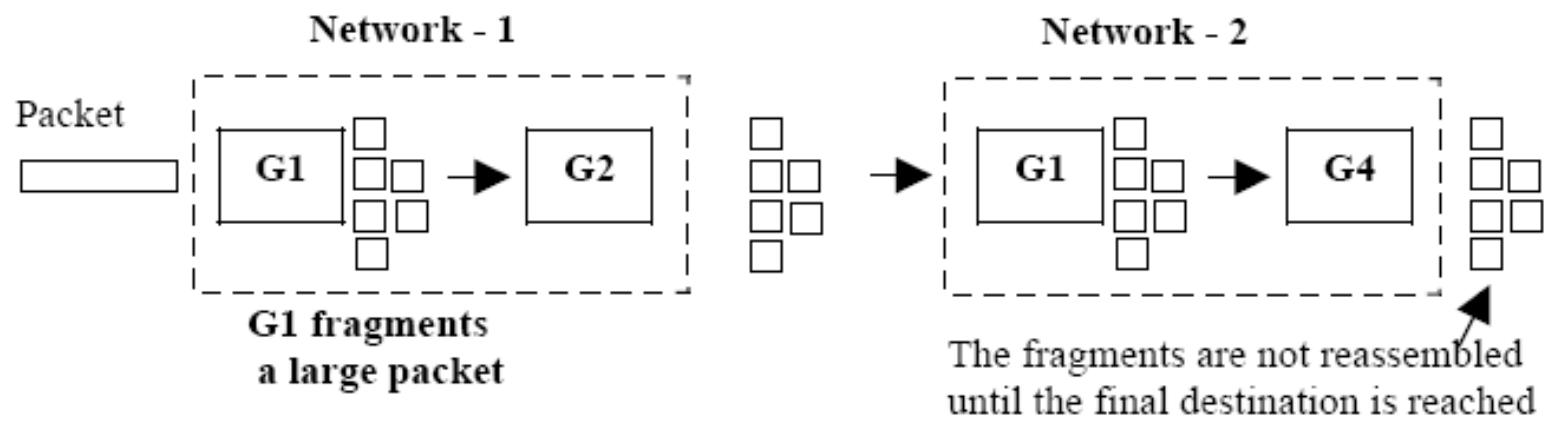 Network - 1
Network - 2
Packet
G1
G2
G1
G4
G1 fragments
a large packet
The fragments are not reassembled
until the final destination is reached